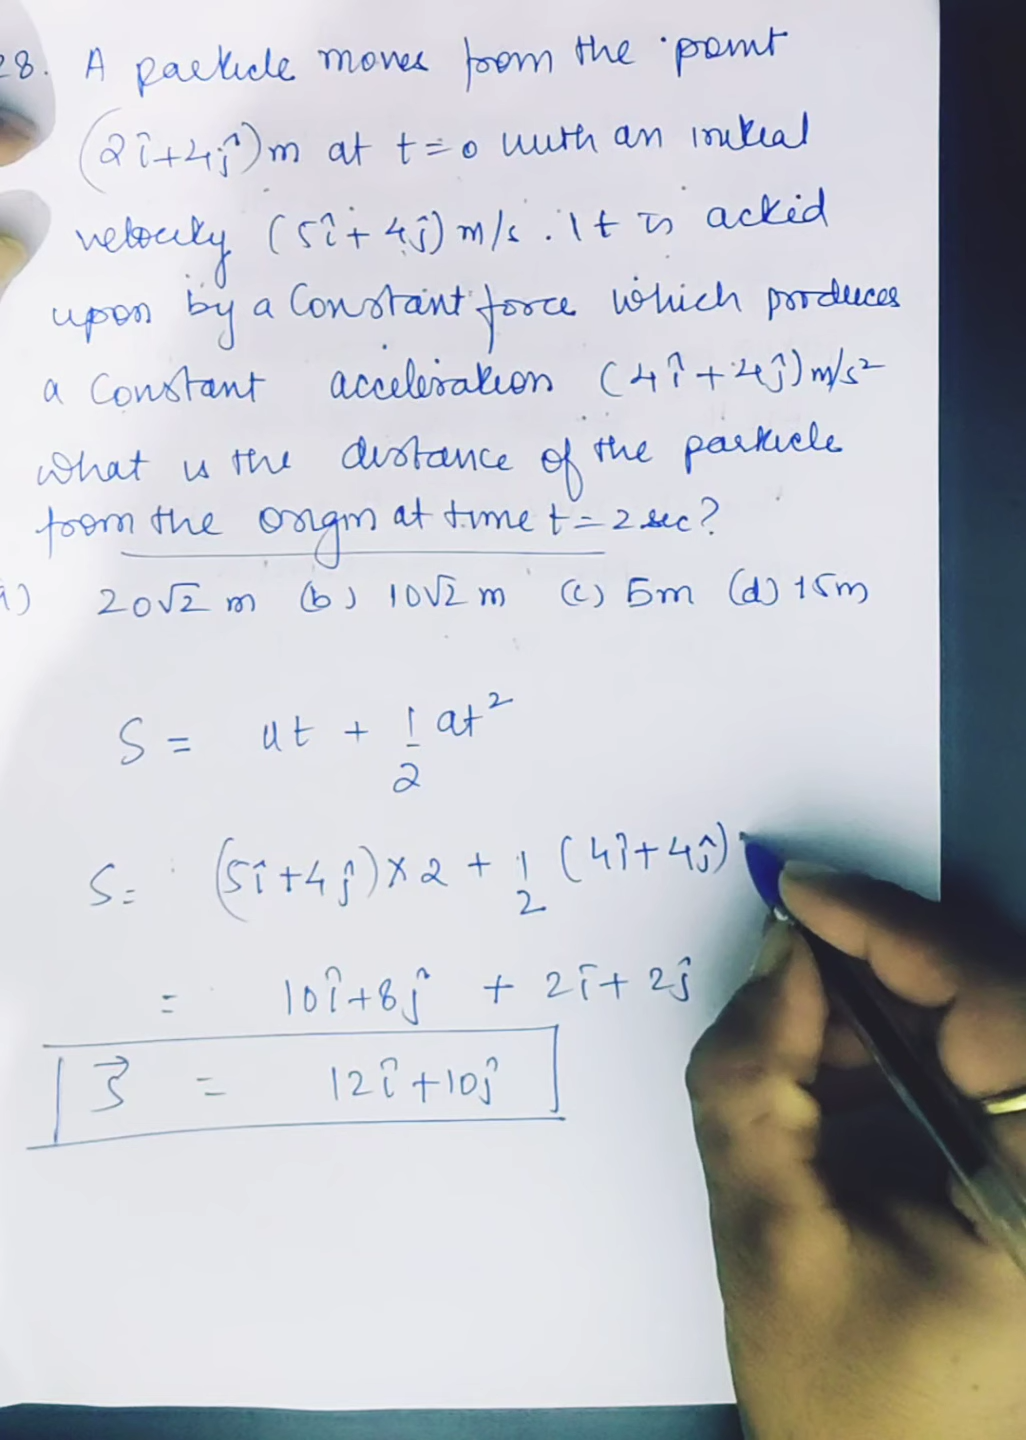 28. A particle moves from the point
(2î+4ĵ)m at t=0 with an initial
velocity (5î+4ĵ) m/s. It is acted
upon by a constant force which produces
a constant acceleration (4î+4ĵ)m/s²
what is the distance of the particle
from the origin at time t=2 sec?
a) 20√2 m (b) 10√2 m (c) 5m (d) 15m
S = ut + 1/2 at²
S= (5î+4ĵ)×2 + 1/2 (4î+4ĵ)
= 10î+8ĵ + 2î+2ĵ
S⃗ = 12î+10ĵ